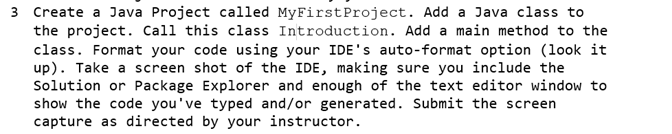 3 Create a Java Project called MyFirstProject. Add a Java class to
the project. Call this class Introduction. Add a main method to the
class. Format your code using your IDE's auto-format option (look it
up). Take a screen shot of the IDE, making sure you include the
Solution or Package Explorer and enough of the text editor window to
show the code you've typed and/or generated. Submit the screen
capture as directed by your instructor.